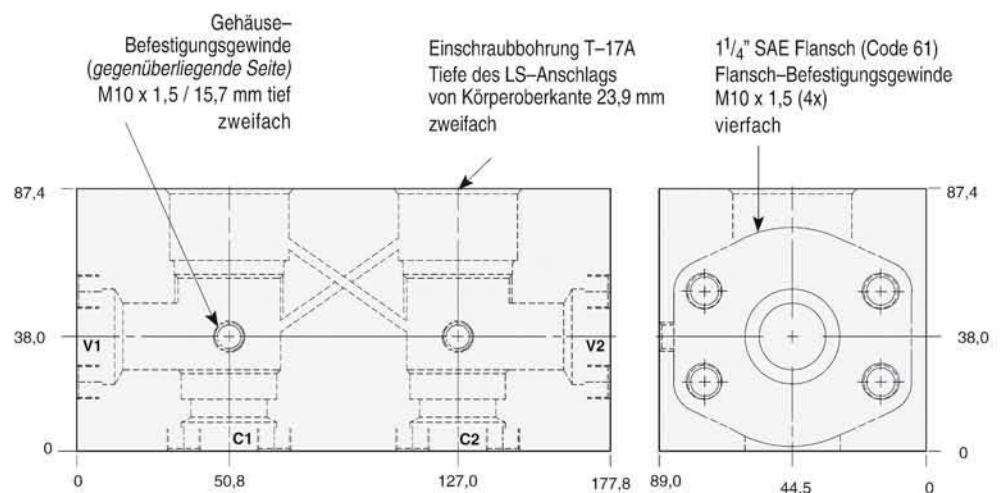 Gehäuse–
Befestigungsgewinde
(gegenüberliegende Seite)
M10 x 1,5 / 15,7 mm tief
zweifach
Einschraubbohrung T–17A
Tiefe des LS–Anschlags
von Körperoberkante 23,9 mm
zweifach
1 1/4" SAE Flansch (Code 61)
Flansch–Befestigungsgewinde
M10 x 1,5 (4x)
vierfach
87,4
87,4
38,0
V1
V2
38,0
0
C1
C2
0
0
50,8
127,0
177,8
89,0
44,5
0